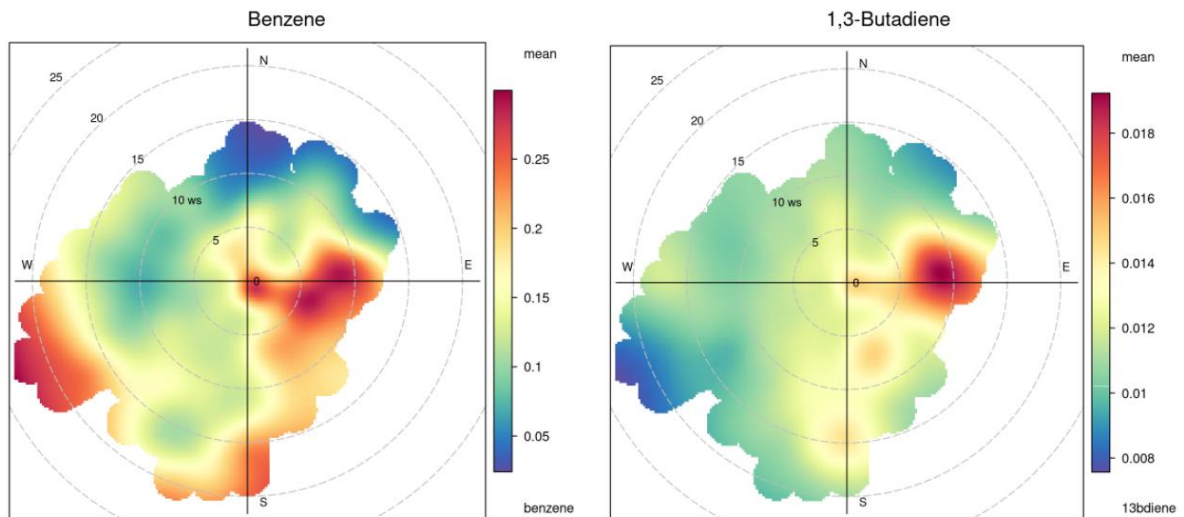 Benzene
mean
N
25
20
15
10 ws
5
W
0
E
S
0.25
0.2
0.15
0.1
0.05
benzene
1,3-Butadiene
mean
N
25
20
15
10 ws
5
W
0
E
S
0.018
0.016
0.014
0.012
0.01
0.008
13bdiene